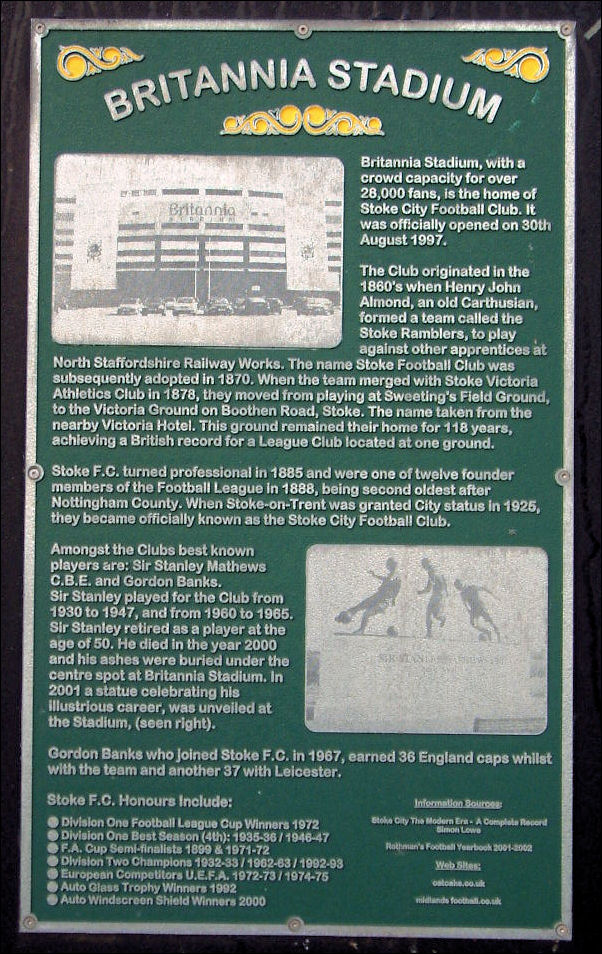 BRITANNIA STADIUM
Britannia
STADIUM
Britannia Stadium, with a
crowd capacity for over
28,000 fans, is the home of
Stoke City Football Club. It
was officially opened on 30th
August 1997.
The Club originated in the
1860's when Henry John
Almond, an old Carthusian,
formed a team called the
Stoke Ramblers, to play
against other apprentices at
North Staffordshire Railway Works. The name Stoke Football Club was
subsequently adopted in 1870. When the team merged with Stoke Victoria
Athletics Club in 1878, they moved from playing at Sweeting's Field Ground,
to the Victoria Ground on Boothen Road, Stoke. The name taken from the
nearby Victoria Hotel. This ground remained their home for 118 years,
achieving a British record for a League Club located at one ground.
Stoke F.C. turned professional in 1885 and were one of twelve founder
members of the Football League in 1888, being second oldest after
Nottingham County. When Stoke-on-Trent was granted City status in 1925,
they became officially known as the Stoke City Football Club.
Amongst the Clubs best known
players are: Sir Stanley Mathews
C.B.E. and Gordon Banks.
Sir Stanley played for the Club from
1930 to 1947, and from 1960 to 1965.
Sir Stanley retired as a player at the
age of 50. He died in the year 2000
and his ashes were buried under the
centre spot at Britannia Stadium. In
2001 a statue celebrating his
illustrious career, was unveiled at
the Stadium, (seen right).
SIR STANLEY
Gordon Banks who joined Stoke F.C. in 1967, earned 36 England caps whilst
with the team and another 37 with Leicester.
Stoke F.C. Honours Include:
Division One Football League Cup Winners 1972
Division One Best Season (4th): 1935-36 / 1946-47
F.A. Cup Semi-finalists 1899 & 1971-72
Division Two Champions 1932-33 / 1962-63 / 1992-93
European Competitors U.E.F.A. 1972-73 / 1974-75
Auto Glass Trophy Winners 1992
Auto Windscreen Shield Winners 2000
Information Sources:
Stoke City The Modern Era - A Complete Record
Simon Lowe
Rothman's Football Yearbook 2001-2002
Web Sites:
oatcake.co.uk
midlands football.co.uk